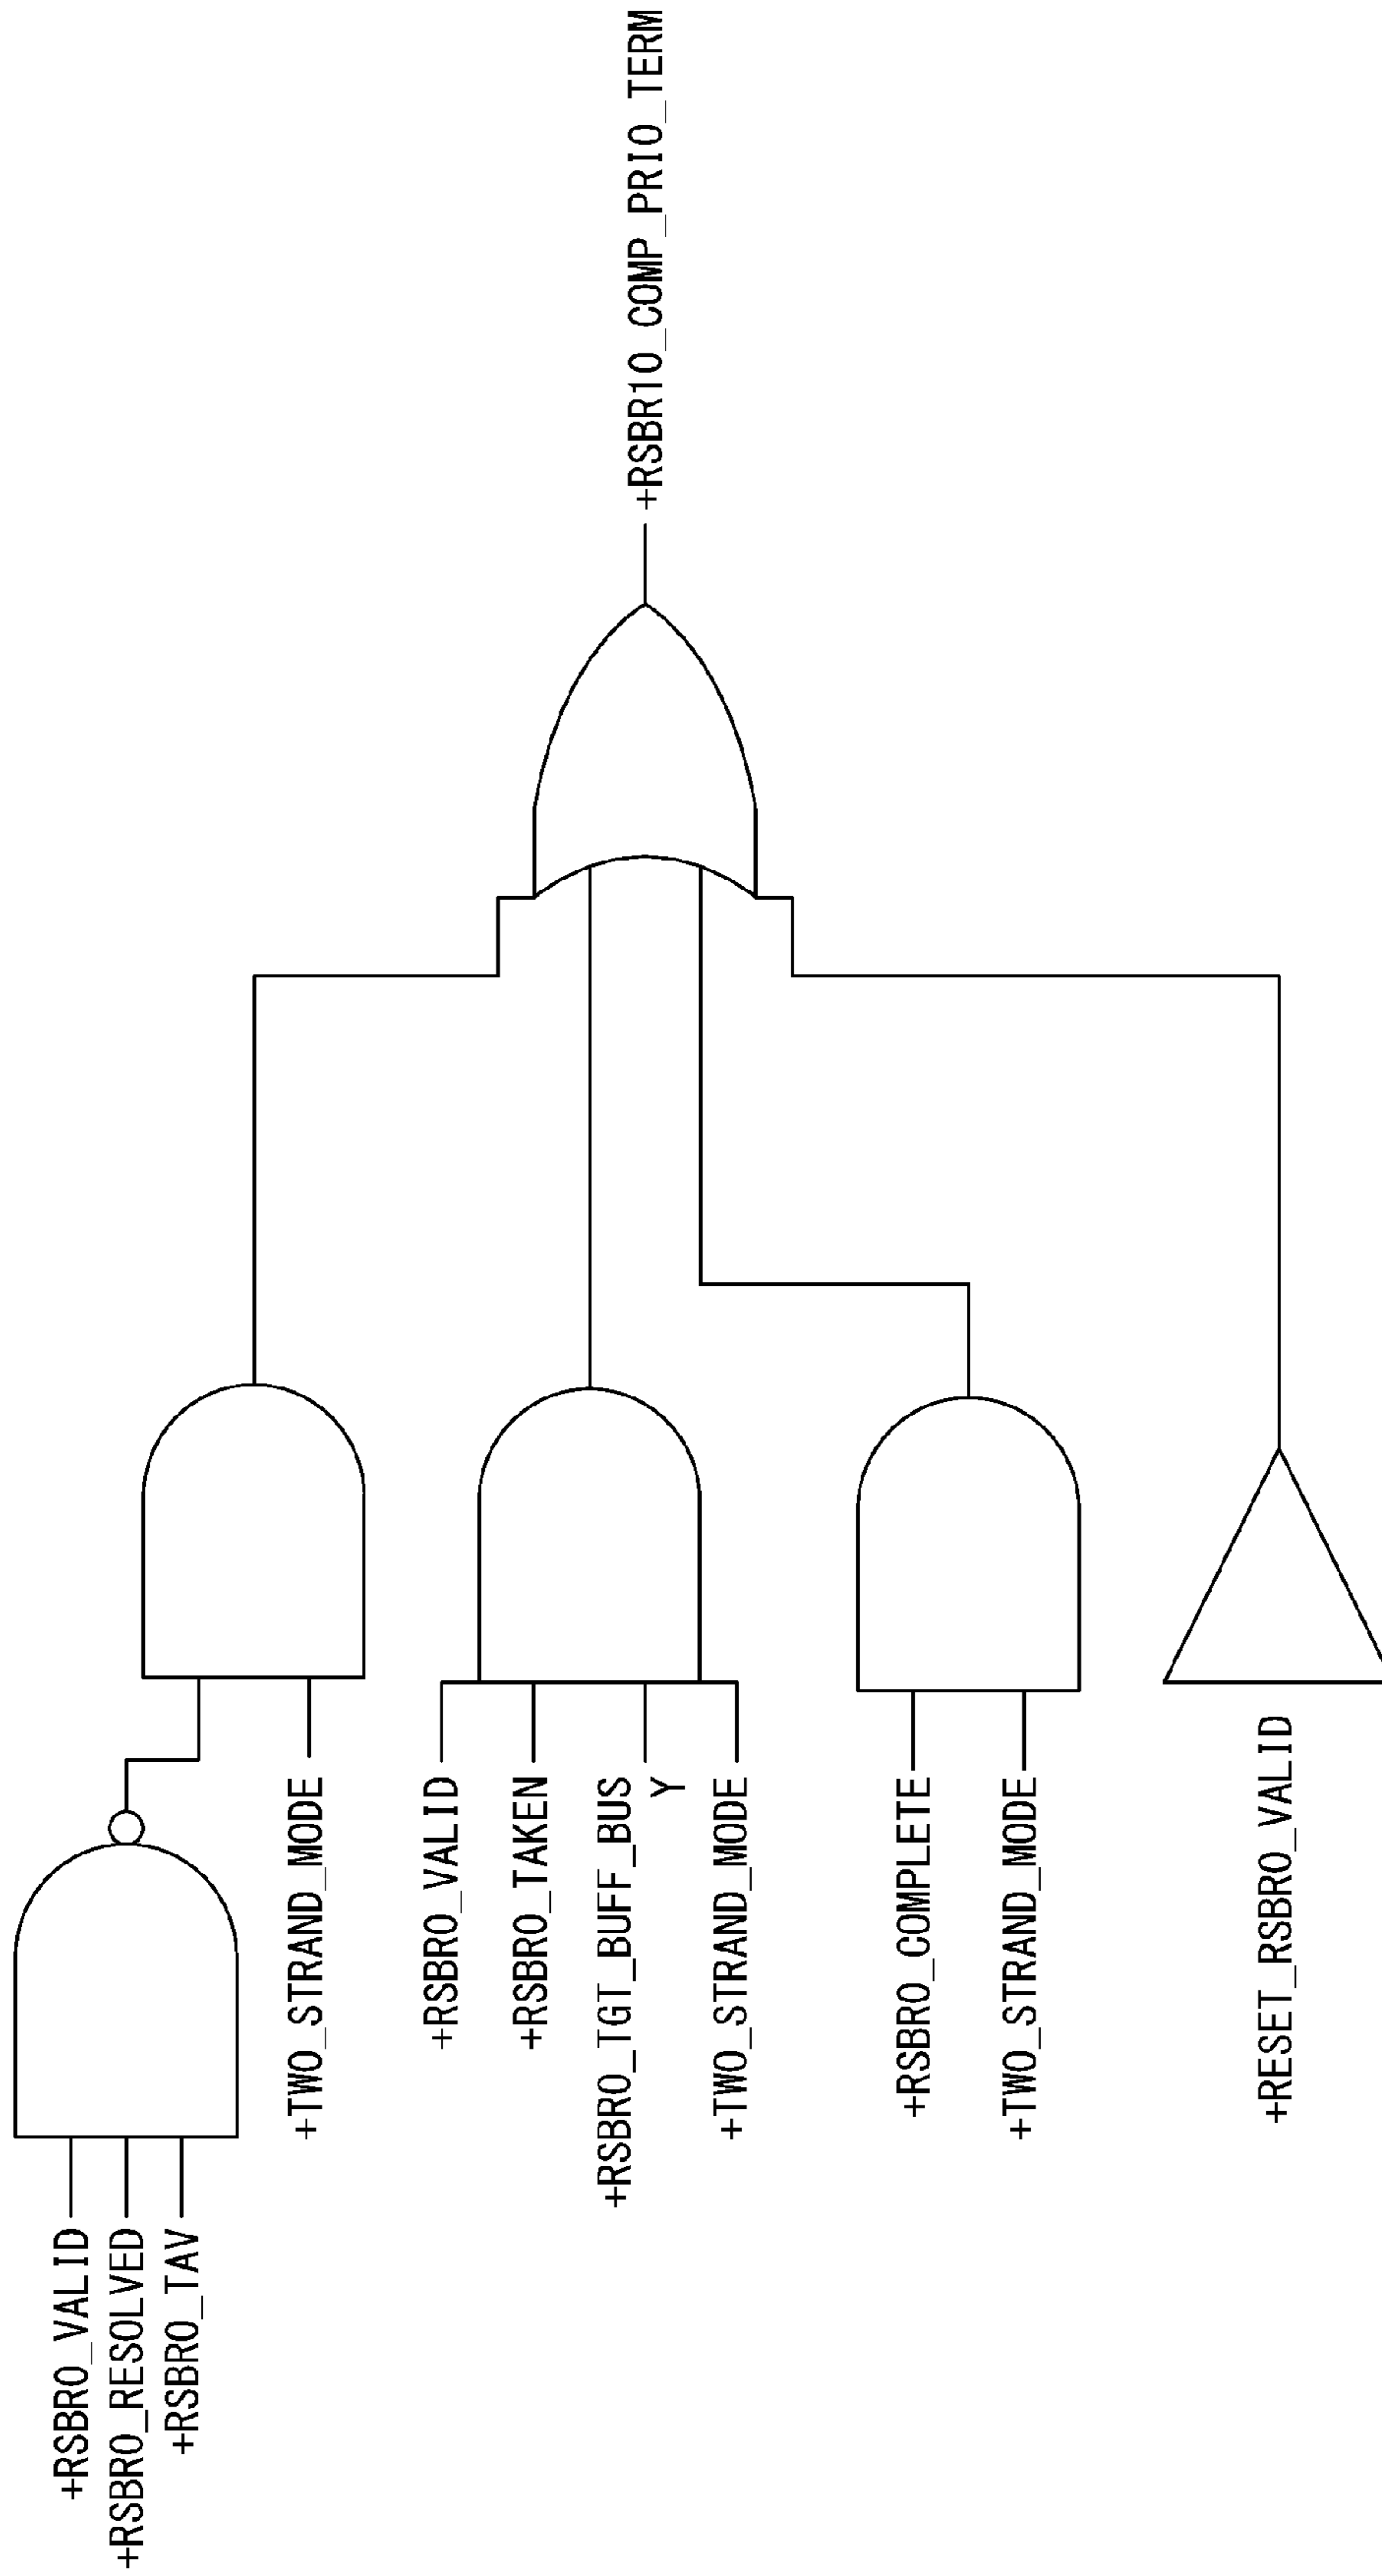 +RSBR0_VALID
+RSBR0_RESOLVED
+RSBR0_TAV
+TWO_STRAND_MODE
+RSBR0_VALID
+RSBR0_TAKEN
+RSBR0_TGT_BUFF_BUS
Y
+TWO_STRAND_MODE
+RSBR0_COMPLETE
+TWO_STRAND_MODE
+RESET_RSBR0_VALID
+RSBR10_COMP_PRIO_TERM